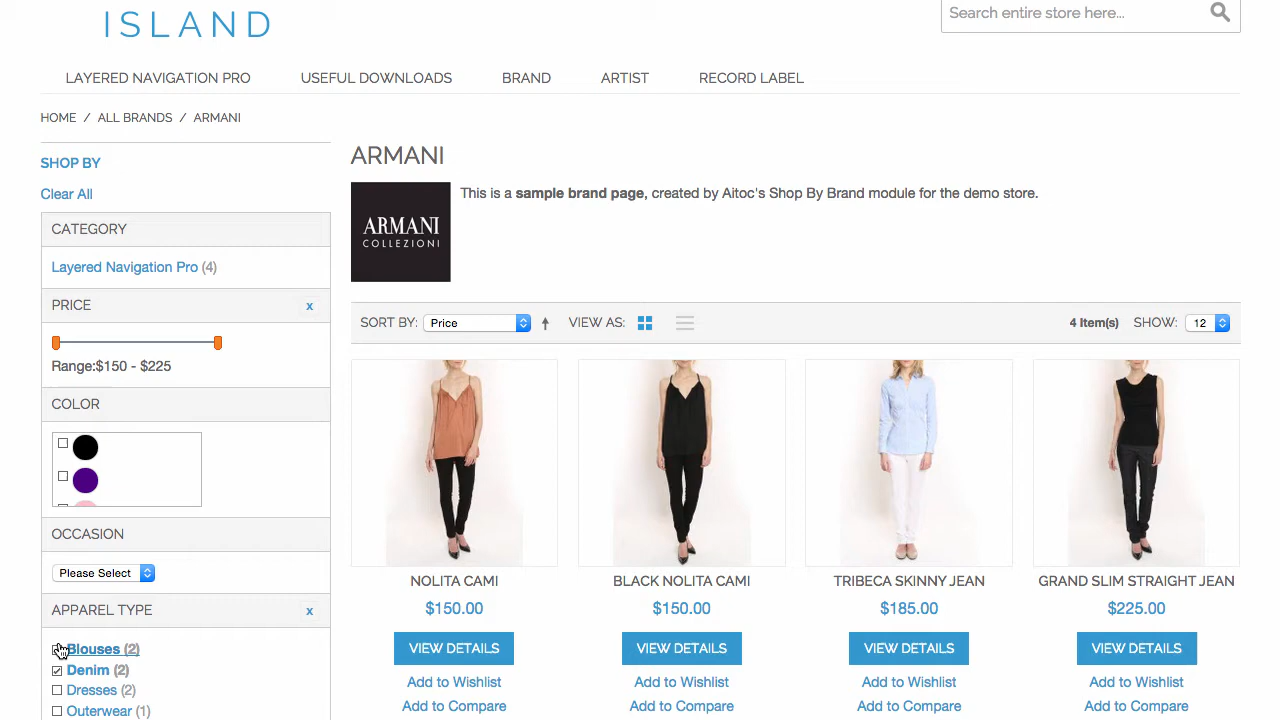 ISLAND
Search entire store here...
LAYERED NAVIGATION PRO USEFUL DOWNLOADS BRAND ARTIST RECORD LABEL
HOME / ALL BRANDS / ARMANI
SHOP BY
Clear All
CATEGORY
Layered Navigation Pro (4)
PRICE x
Range:$150 - $225
COLOR
OCCASION
Please Select
APPAREL TYPE x
Blouses (2)
Denim (2)
Dresses (2)
Outerwear (1)
ARMANI
ARMANI
COLLEZIONI
This is a sample brand page, created by Aitoc's Shop By Brand module for the demo store.
SORT BY: Price VIEW AS: 4 Item(s) SHOW: 12
NOLITA CAMI BLACK NOLITA CAMI TRIBECA SKINNY JEAN GRAND SLIM STRAIGHT JEAN
$150.00 $150.00 $185.00 $225.00
VIEW DETAILS VIEW DETAILS VIEW DETAILS VIEW DETAILS
Add to Wishlist Add to Wishlist Add to Wishlist Add to Wishlist
Add to Compare Add to Compare Add to Compare Add to Compare